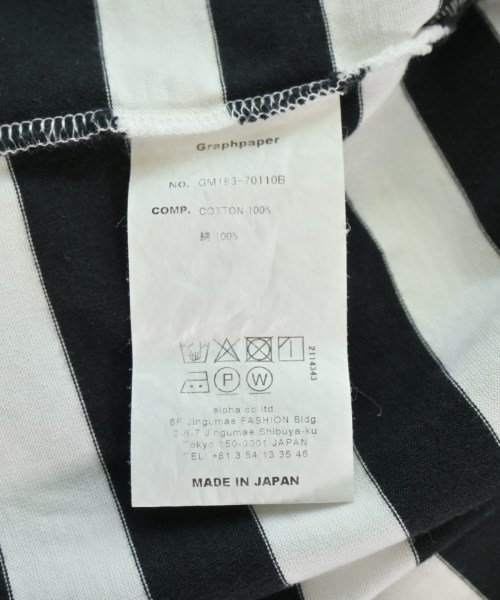 Graphpaper
NO. GM193-70110B
COMP. COTTON 100%
綿 100%
2114343
P W
aloha co ltd.
6F Jingumae FASHION Bldg.
2-6-7 Jingumae Shibuya-ku
Tokyo 150-0001 JAPAN
TEL: +81 3 54 13 35 46
MADE IN JAPAN